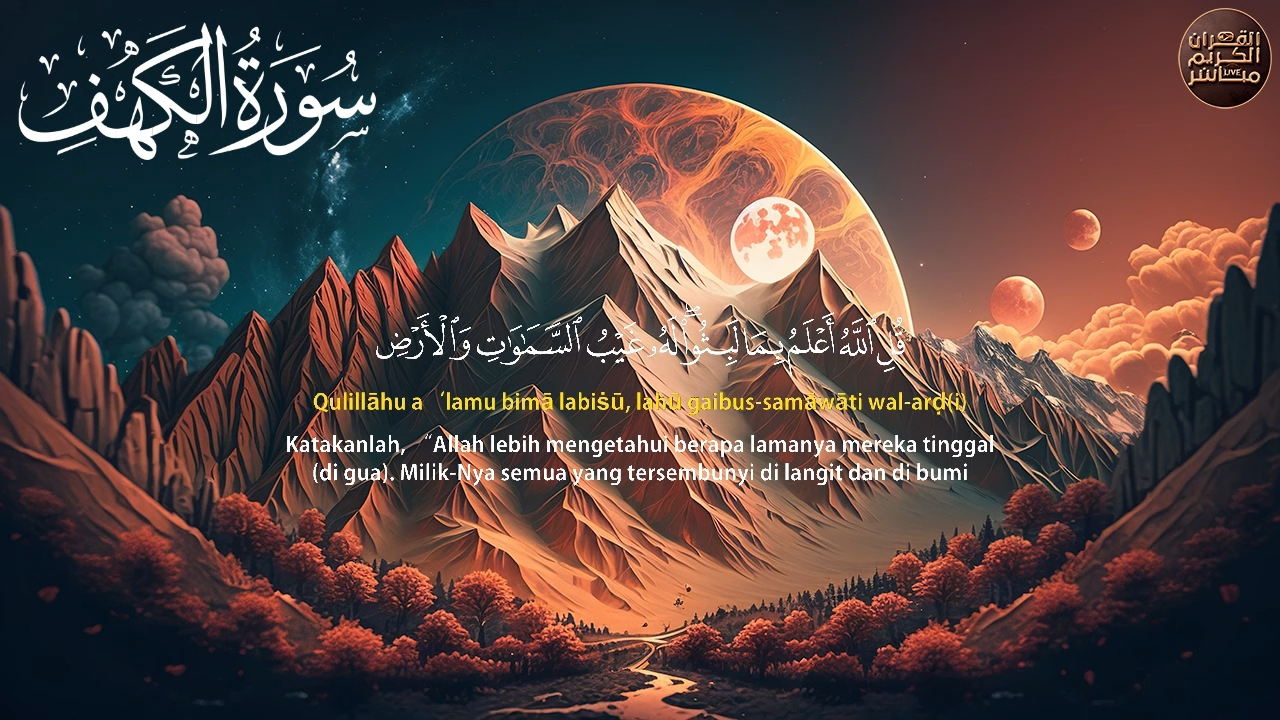 سُورَةُ الْكَهْفِ
القرآن
الكريم
LIVE مباشر
قُلِ ٱللَّهُ أَعْلَمُ بِمَا لَبِثُوا۟ ۖ لَهُۥ غَيْبُ ٱلسَّمَـٰوَٰتِ وَٱلْأَرْضِ
Qulillāhu a ‘lamu bimā labiṡū, lahū gaibus-samāwāti wal-arḍ(i)
Katakanlah, “Allah lebih mengetahui berapa lamanya mereka tinggal
(di gua). Milik-Nya semua yang tersembunyi di langit dan di bumi